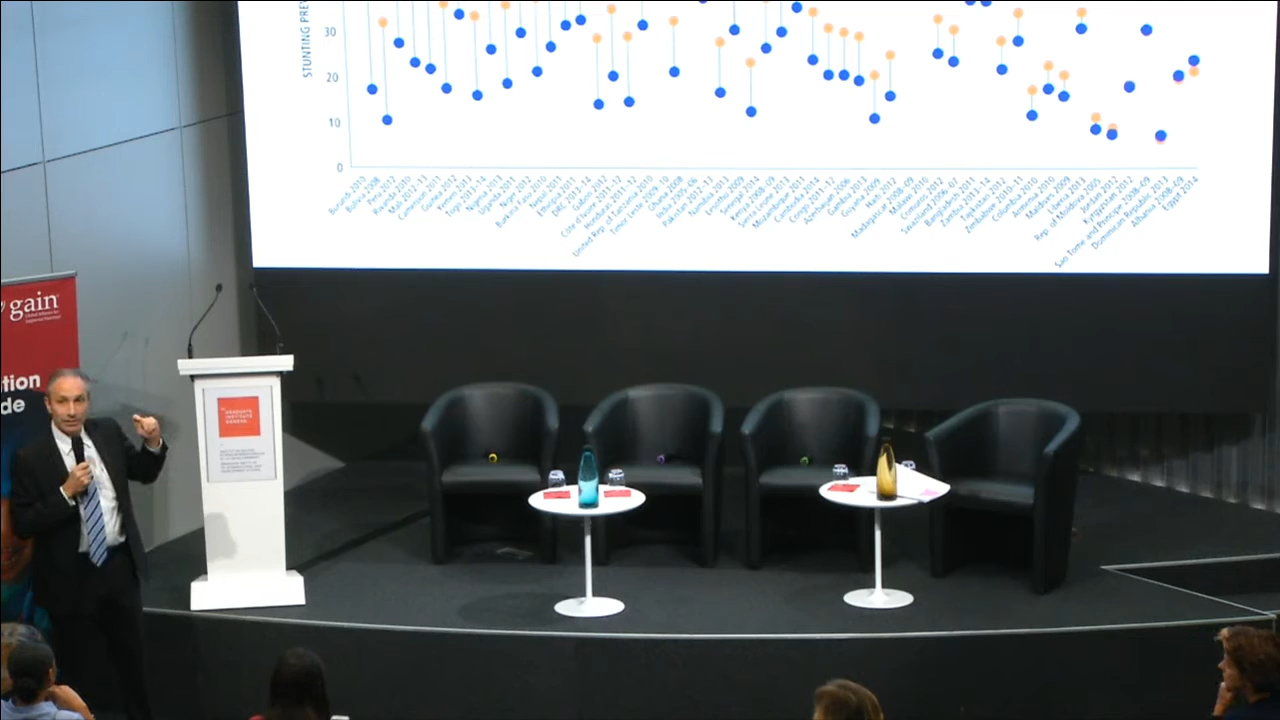 STUNTING PREV
30
20
10
0
Burundi 2011
Bolivia 2008
Peru 2012
Rwanda 2010
Mali 2012-13
Cameroon 2011
Guinea 2012
Yemen 2013
Togo 2013-14
Nigeria 2013
Uganda 2011
Niger 2012
Burkina Faso 2010
Nepal 2011
Ethiopia 2011
DRC 2013-14
Gabon 2012
Côte d'Ivoire 2011-12
Honduras 2011-12
United Rep. of Tanzania 2010
Timor Leste 2009-10
Ghana 2008
India 2005-06
Pakistan 2012-13
Namibia 2013
Lesotho 2009
Senegal 2014
Kenya 2008-09
Sierra Leone 2013
Mozambique 2011
Cambodia 2014
Congo 2011-12
Azerbaijan 2006
Gambia 2013
Guyana 2009
Haiti 2012
Madagascar 2008-09
Malawi 2010
Comoros 2012
Swaziland 2006-07
Bangladesh 2011
Zambia 2013-14
Tajikistan 2012
Zimbabwe 2010-11
Columbia 2010
Armenia 2010
Maldives 2009
Liberia 2013
Rep. of Moldova 2005
Jordan 2012
Kyrgyzstan 2012
Sao Tome and Principe 2008-09
Dominican Republic 2013
Albania 2008-09
Egypt 2014
gain
tion
de
GRADUATE
INSTITUTE
GENEVA